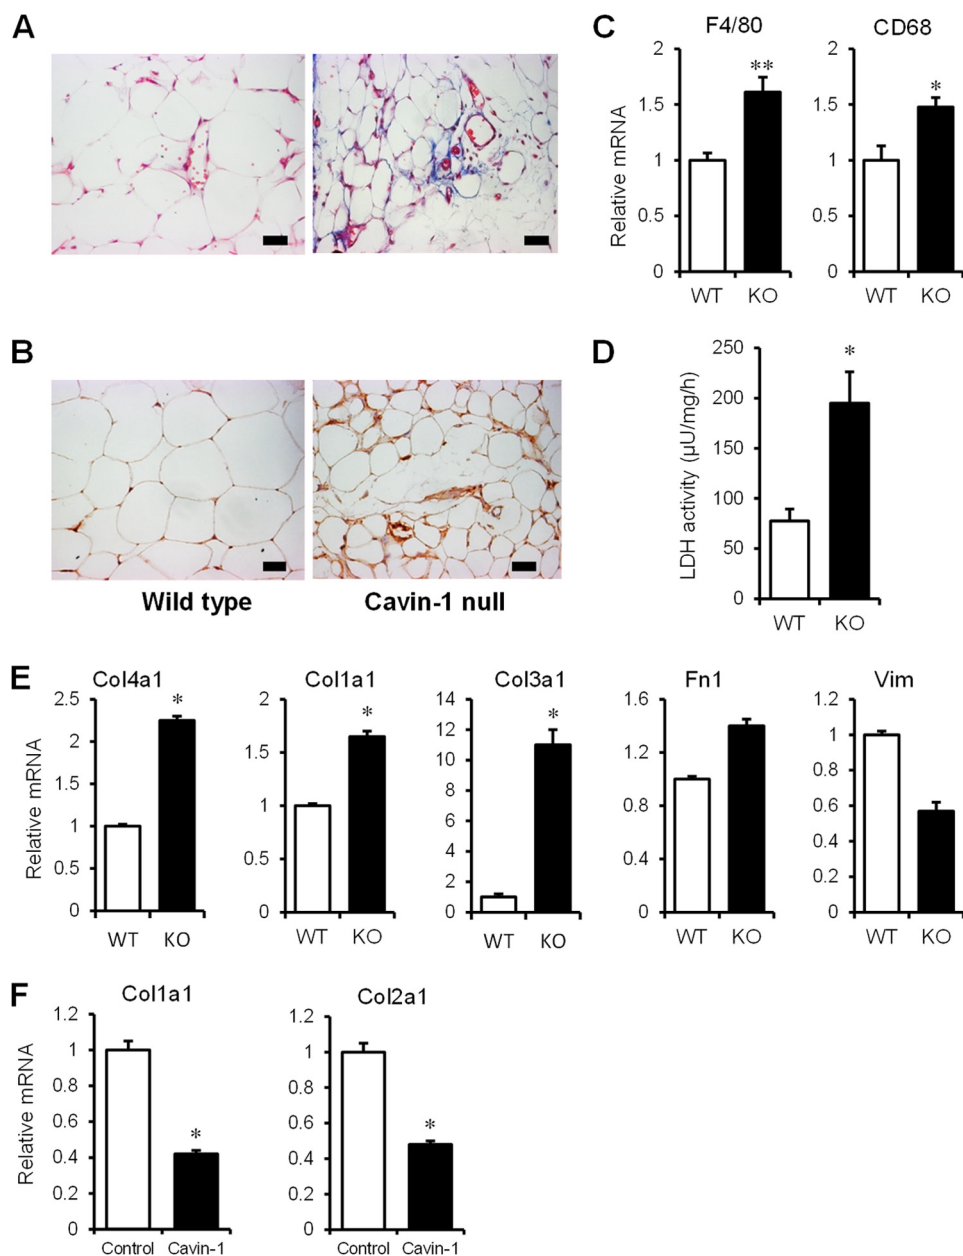 A
B
Wild type
Cavin-1 null
C
F4/80
CD68
Relative mRNA
2
1.5
1
0.5
0
WT
KO
**
2
1.5
1
0.5
0
WT
KO
*
D
LDH activity (μU/mg/h)
250
200
150
100
50
0
WT
KO
*
E
Col4a1
Col1a1
Col3a1
Fn1
Vim
Relative mRNA
2.5
2
1.5
1
0.5
0
WT
KO
*
2
1.5
1
0.5
0
WT
KO
*
14
12
10
8
6
4
2
0
WT
KO
*
1.6
1.2
0.8
0.4
0
WT
KO
1.2
1
0.8
0.6
0.4
0.2
0
WT
KO
F
Col1a1
Col2a1
Relative mRNA
1.2
1
0.8
0.6
0.4
0.2
0
Control
Cavin-1
*
1.2
1
0.8
0.6
0.4
0.2
0
Control
Cavin-1
*